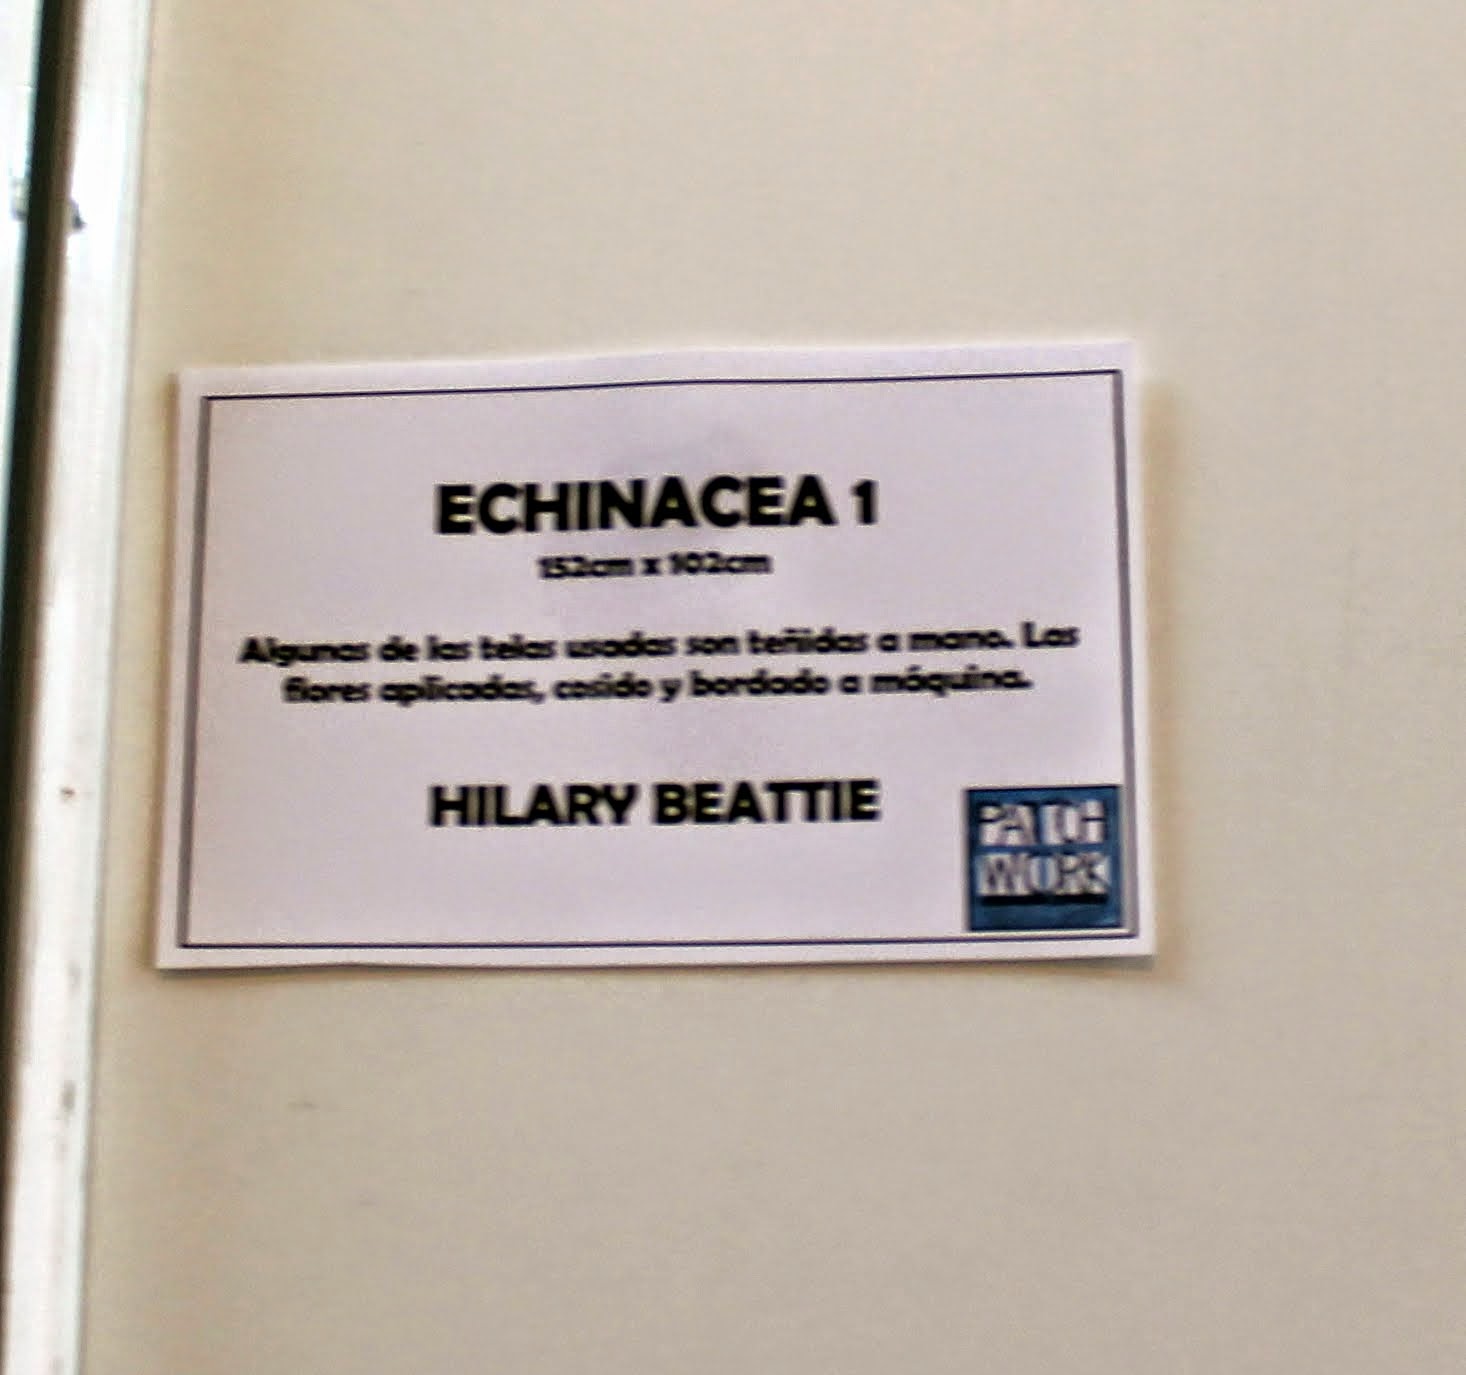 ECHINACEA 1
152cm x 102cm
Algunas de las telas usadas son teñidas a mano. Las
flores aplicadas, cosido y bordado a máquina.
HILARY BEATTIE
PATCH
WORK